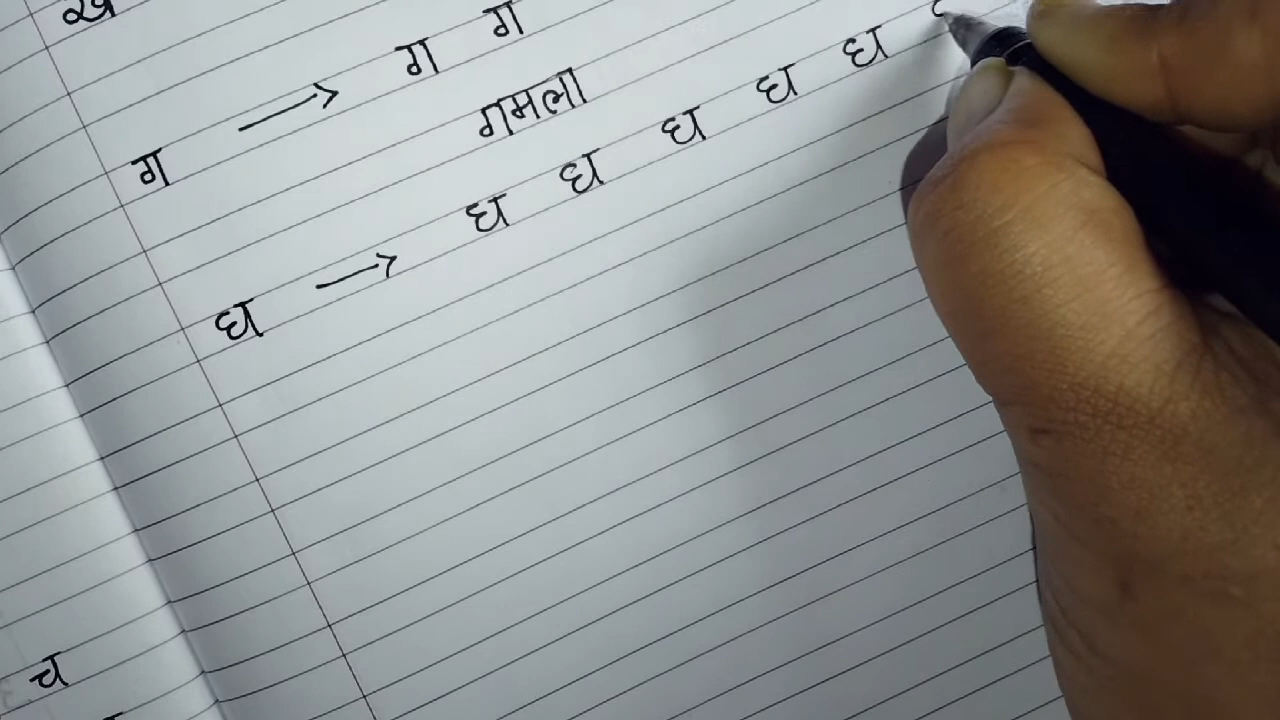 ख
ग → ग ग
गमला
घ → घ घ घ घ घ
च